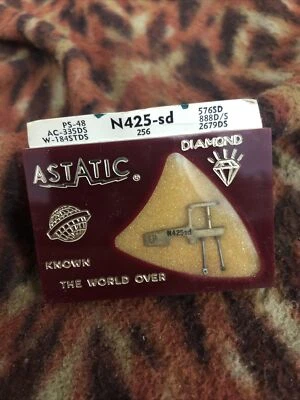 PS-48
AC-335DS
W-184STDS
N425-sd
256
576SD
888D/S
2679DS
ASTATIC®
DIAMOND
N425sd
KNOWN
THE WORLD OVER